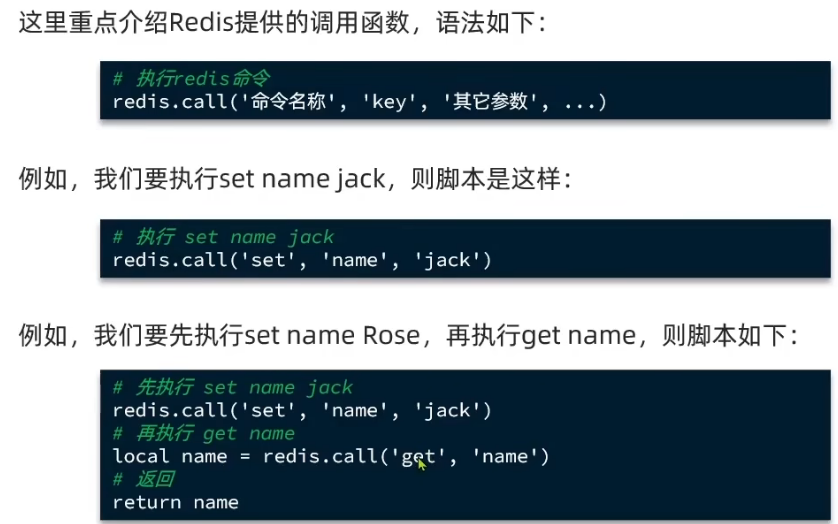 这里重点介绍Redis提供的调用函数，语法如下：
# 执行redis命令
redis.call('命令名称', 'key', '其它参数', ...)
例如，我们要执行set name jack，则脚本是这样：
# 执行 set name jack
redis.call('set', 'name', 'jack')
例如，我们要先执行set name Rose，再执行get name，则脚本如下：
# 先执行 set name jack
redis.call('set', 'name', 'jack')
# 再执行 get name
local name = redis.call('get', 'name')
# 返回
return name